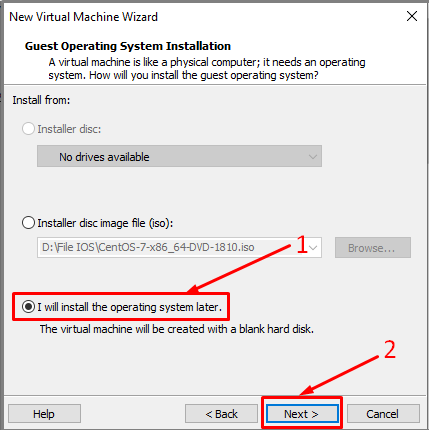 New Virtual Machine Wizard
Guest Operating System Installation
A virtual machine is like a physical computer; it needs an operating
system. How will you install the guest operating system?
Install from:
Installer disc:
No drives available
Installer disc image file (iso):
D:\File IOS\CentOS-7-x86_64-DVD-1810.iso
Browse...
1
I will install the operating system later.
The virtual machine will be created with a blank hard disk.
2
Help
< Back
Next >
Cancel